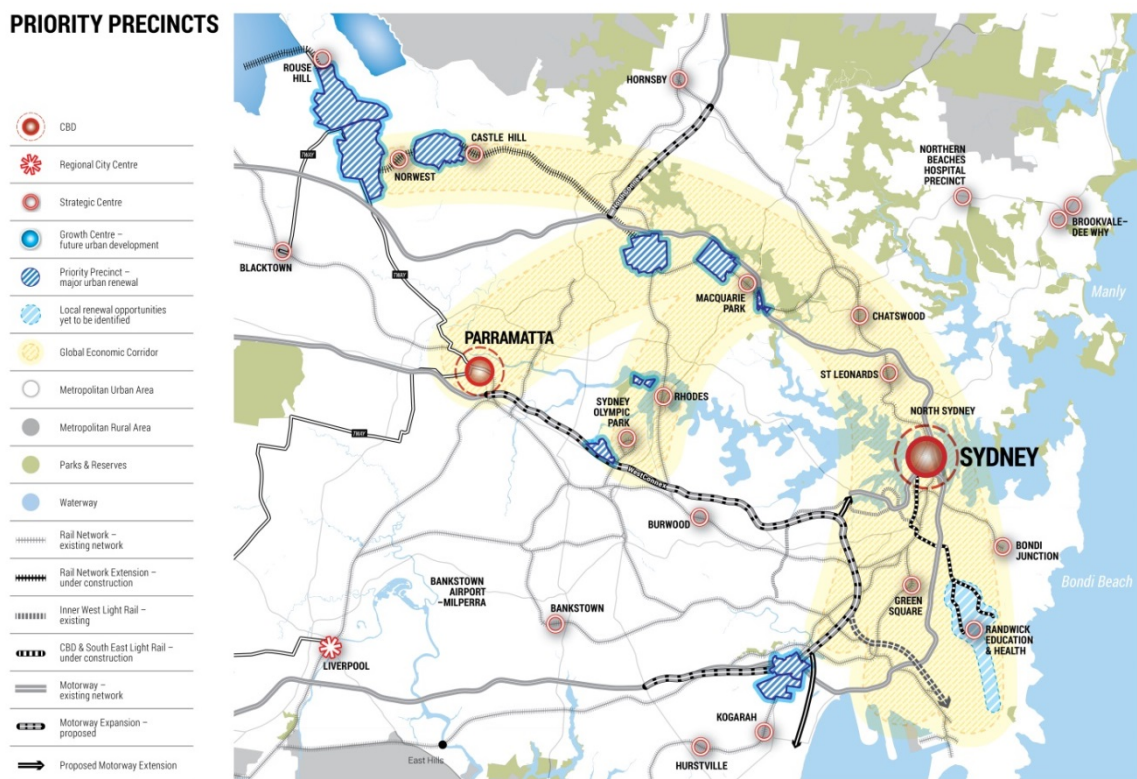 PRIORITY PRECINCTS
CBD
Regional City Centre
Strategic Centre
Growth Centre –
future urban development
Priority Precinct –
major urban renewal
Local renewal opportunities
yet to be identified
Global Economic Corridor
Metropolitan Urban Area
Metropolitan Rural Area
Parks & Reserves
Waterway
Rail Network –
existing network
Rail Network Extension –
under construction
Inner West Light Rail –
existing
CBD & South East Light Rail –
under construction
Motorway –
existing network
Motorway Expansion –
proposed
Proposed Motorway Extension
ROUSE
HILL
HORNSBY
CASTLE HILL
NORWEST
TWAY
NORTHERN
BEACHES
HOSPITAL
PRECINCT
BROOKVALE–
DEE WHY
BLACKTOWN
TWAY
MACQUARIE
PARK
Manly
CHATSWOOD
PARRAMATTA
ST LEONARDS
RHODES
SYDNEY
OLYMPIC
PARK
NORTH SYDNEY
TWAY
SYDNEY
WestConnex
BURWOOD
BONDI
JUNCTION
BANKSTOWN
AIRPORT
–MILPERRA
BANKSTOWN
GREEN
SQUARE
Bondi Beach
RANDWICK
EDUCATION
& HEALTH
LIVERPOOL
KOGARAH
East Hills
HURSTVILLE